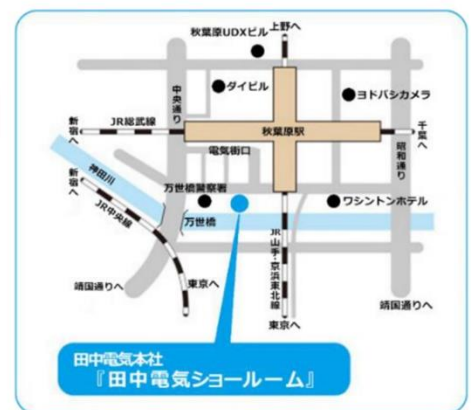 上野へ
秋葉原UDXビル
中央通り
ダイビル
ヨドバシカメラ
新宿へ
JR総武線
秋葉原駅
千葉へ
昭和通り
電気街口
神田川
新宿へ
JR中央線
万世橋警察署
ワシントンホテル
万世橋
JR山手・京浜東北線
靖国通りへ
東京へ
靖国通りへ
東京へ
田中電気本社
『田中電気ショールーム』